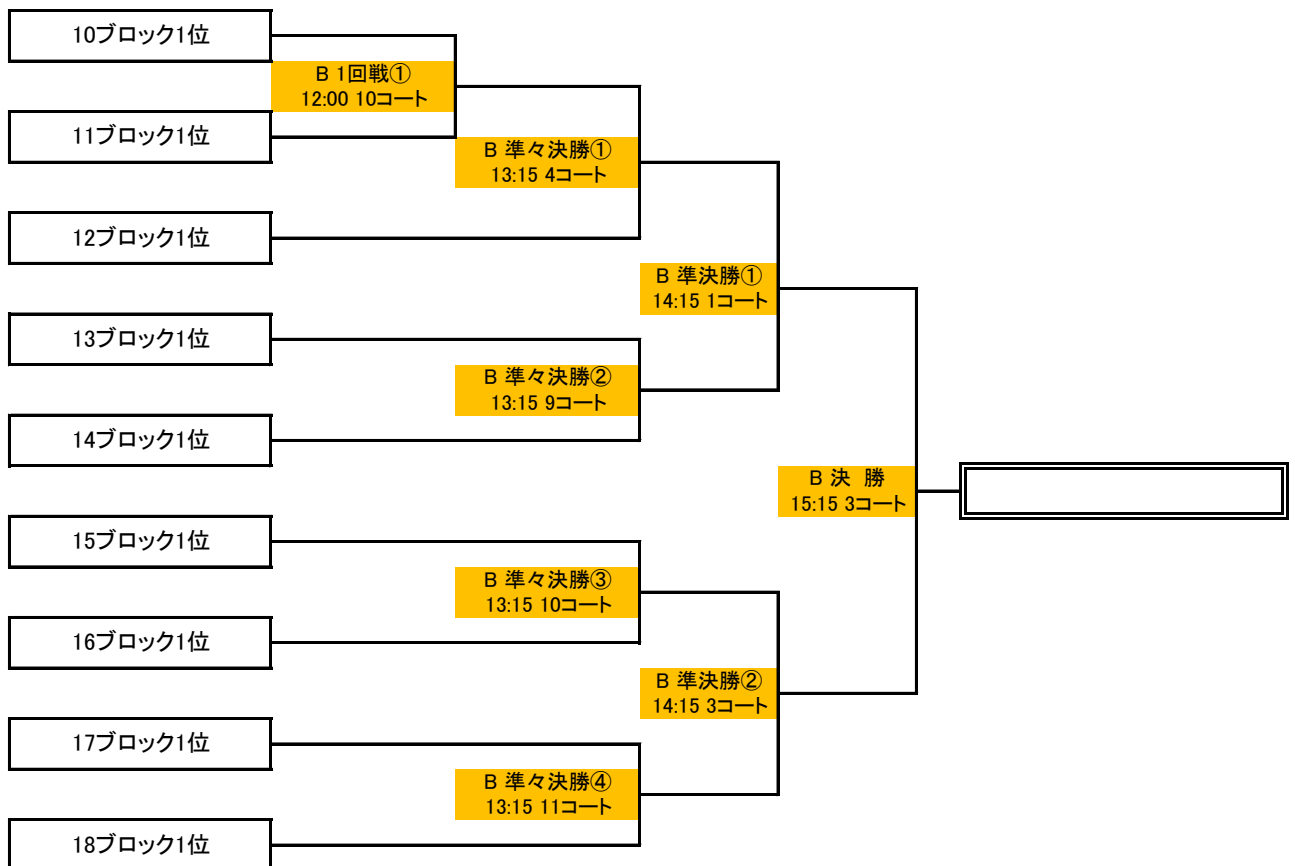 10ブロック1位
B 1回戦①
12:00 10コート
11ブロック1位
B 準々決勝①
13:15 4コート
12ブロック1位
B 準決勝①
14:15 1コート
13ブロック1位
B 準々決勝②
13:15 9コート
14ブロック1位
B 決 勝
15:15 3コート
15ブロック1位
B 準々決勝③
13:15 10コート
16ブロック1位
B 準決勝②
14:15 3コート
17ブロック1位
B 準々決勝④
13:15 11コート
18ブロック1位